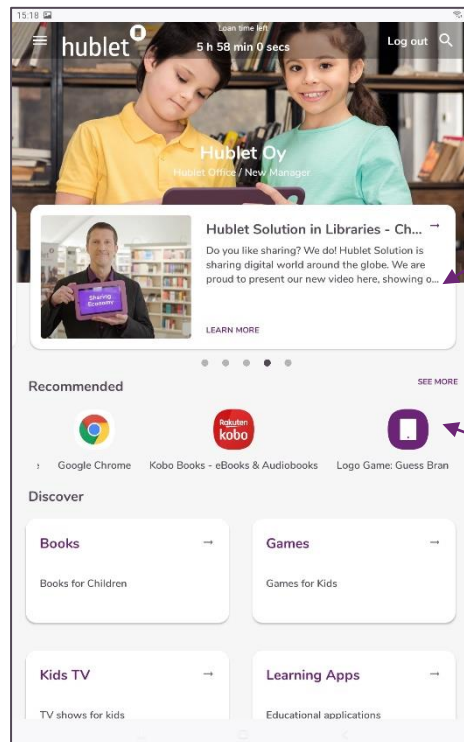 15:18
Loan time left
hublet
5 h 58 min 0 secs
Log out
Hublet Oy
Hublet Office / New Manager
Hublet Solution in Libraries - Ch... →
Do you like sharing? We do! Hublet Solution is
sharing digital world around the globe. We are
proud to present our new video here, showing o...
Sharing
Economy
LEARN MORE
Recommended
SEE MORE
Rakuten
kobo
: Google Chrome
Kobo Books - eBooks & Audiobooks
Logo Game: Guess Bran
Discover
Books →
Books for Children
Games →
Games for Kids
Kids TV →
TV shows for kids
Learning Apps →
Educational applications